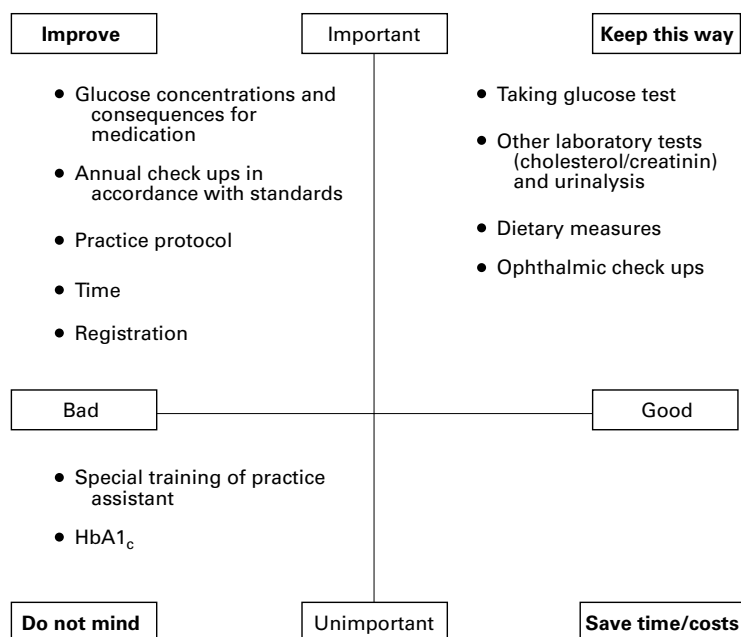 Improve
Important
Keep this way
• Glucose concentrations and
consequences for
medication
• Annual check ups in
accordance with standards
• Practice protocol
• Time
• Registration
• Taking glucose test
• Other laboratory tests
(cholesterol/creatinin)
and urinalysis
• Dietary measures
• Ophthalmic check ups
Bad
Good
• Special training of practice
assistant
• HbA1c
Do not mind
Unimportant
Save time/costs